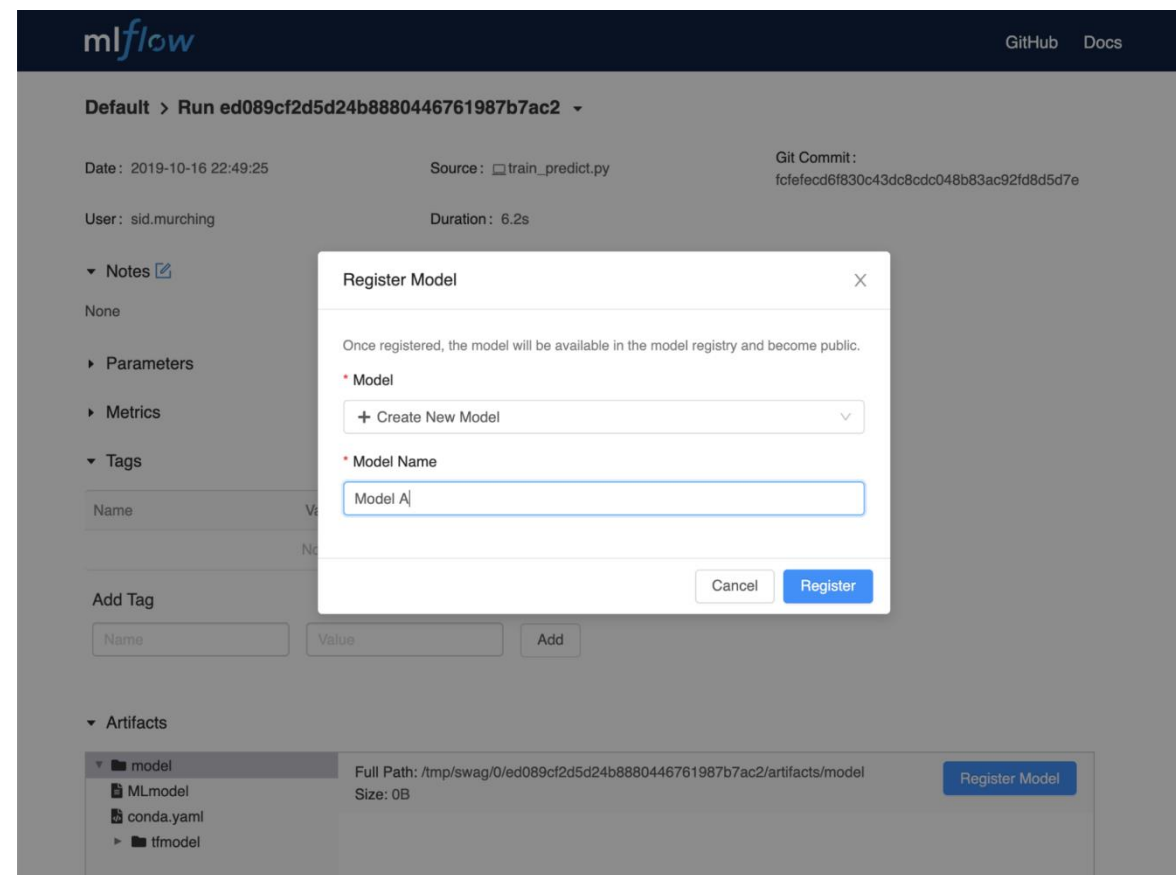 mlflow
GitHub Docs
Default > Run ed089cf2d5d24b8880446761987b7ac2
Date: 2019-10-16 22:49:25
Source: train_predict.py
Git Commit:
fcfefecd6f830c43dc8cdc048b83ac92fd8d5d7e
User: sid.murching
Duration: 6.2s
Notes
None
Parameters
Metrics
Tags
Name
Register Model
Once registered, the model will be available in the model registry and become public.
* Model
+ Create New Model
* Model Name
Model A
Cancel Register
Add Tag
Name Value Add
Artifacts
model
MLmodel
conda.yaml
tfmodel
Full Path: /tmp/swag/0/ed089cf2d5d24b8880446761987b7ac2/artifacts/model
Size: 0B
Register Model